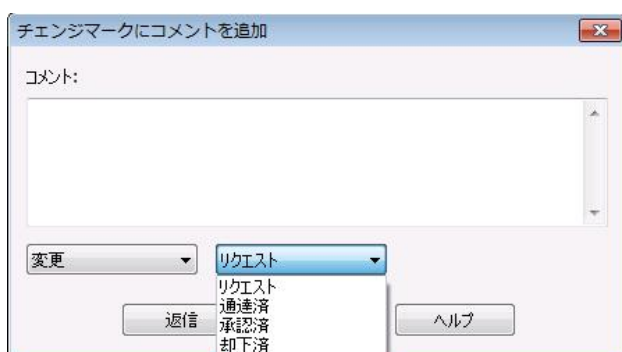 チェンジマークにコメントを追加
コメント:
変更 リクエスト
リクエスト
通達済
承認済
却下済
返信 ヘルプ